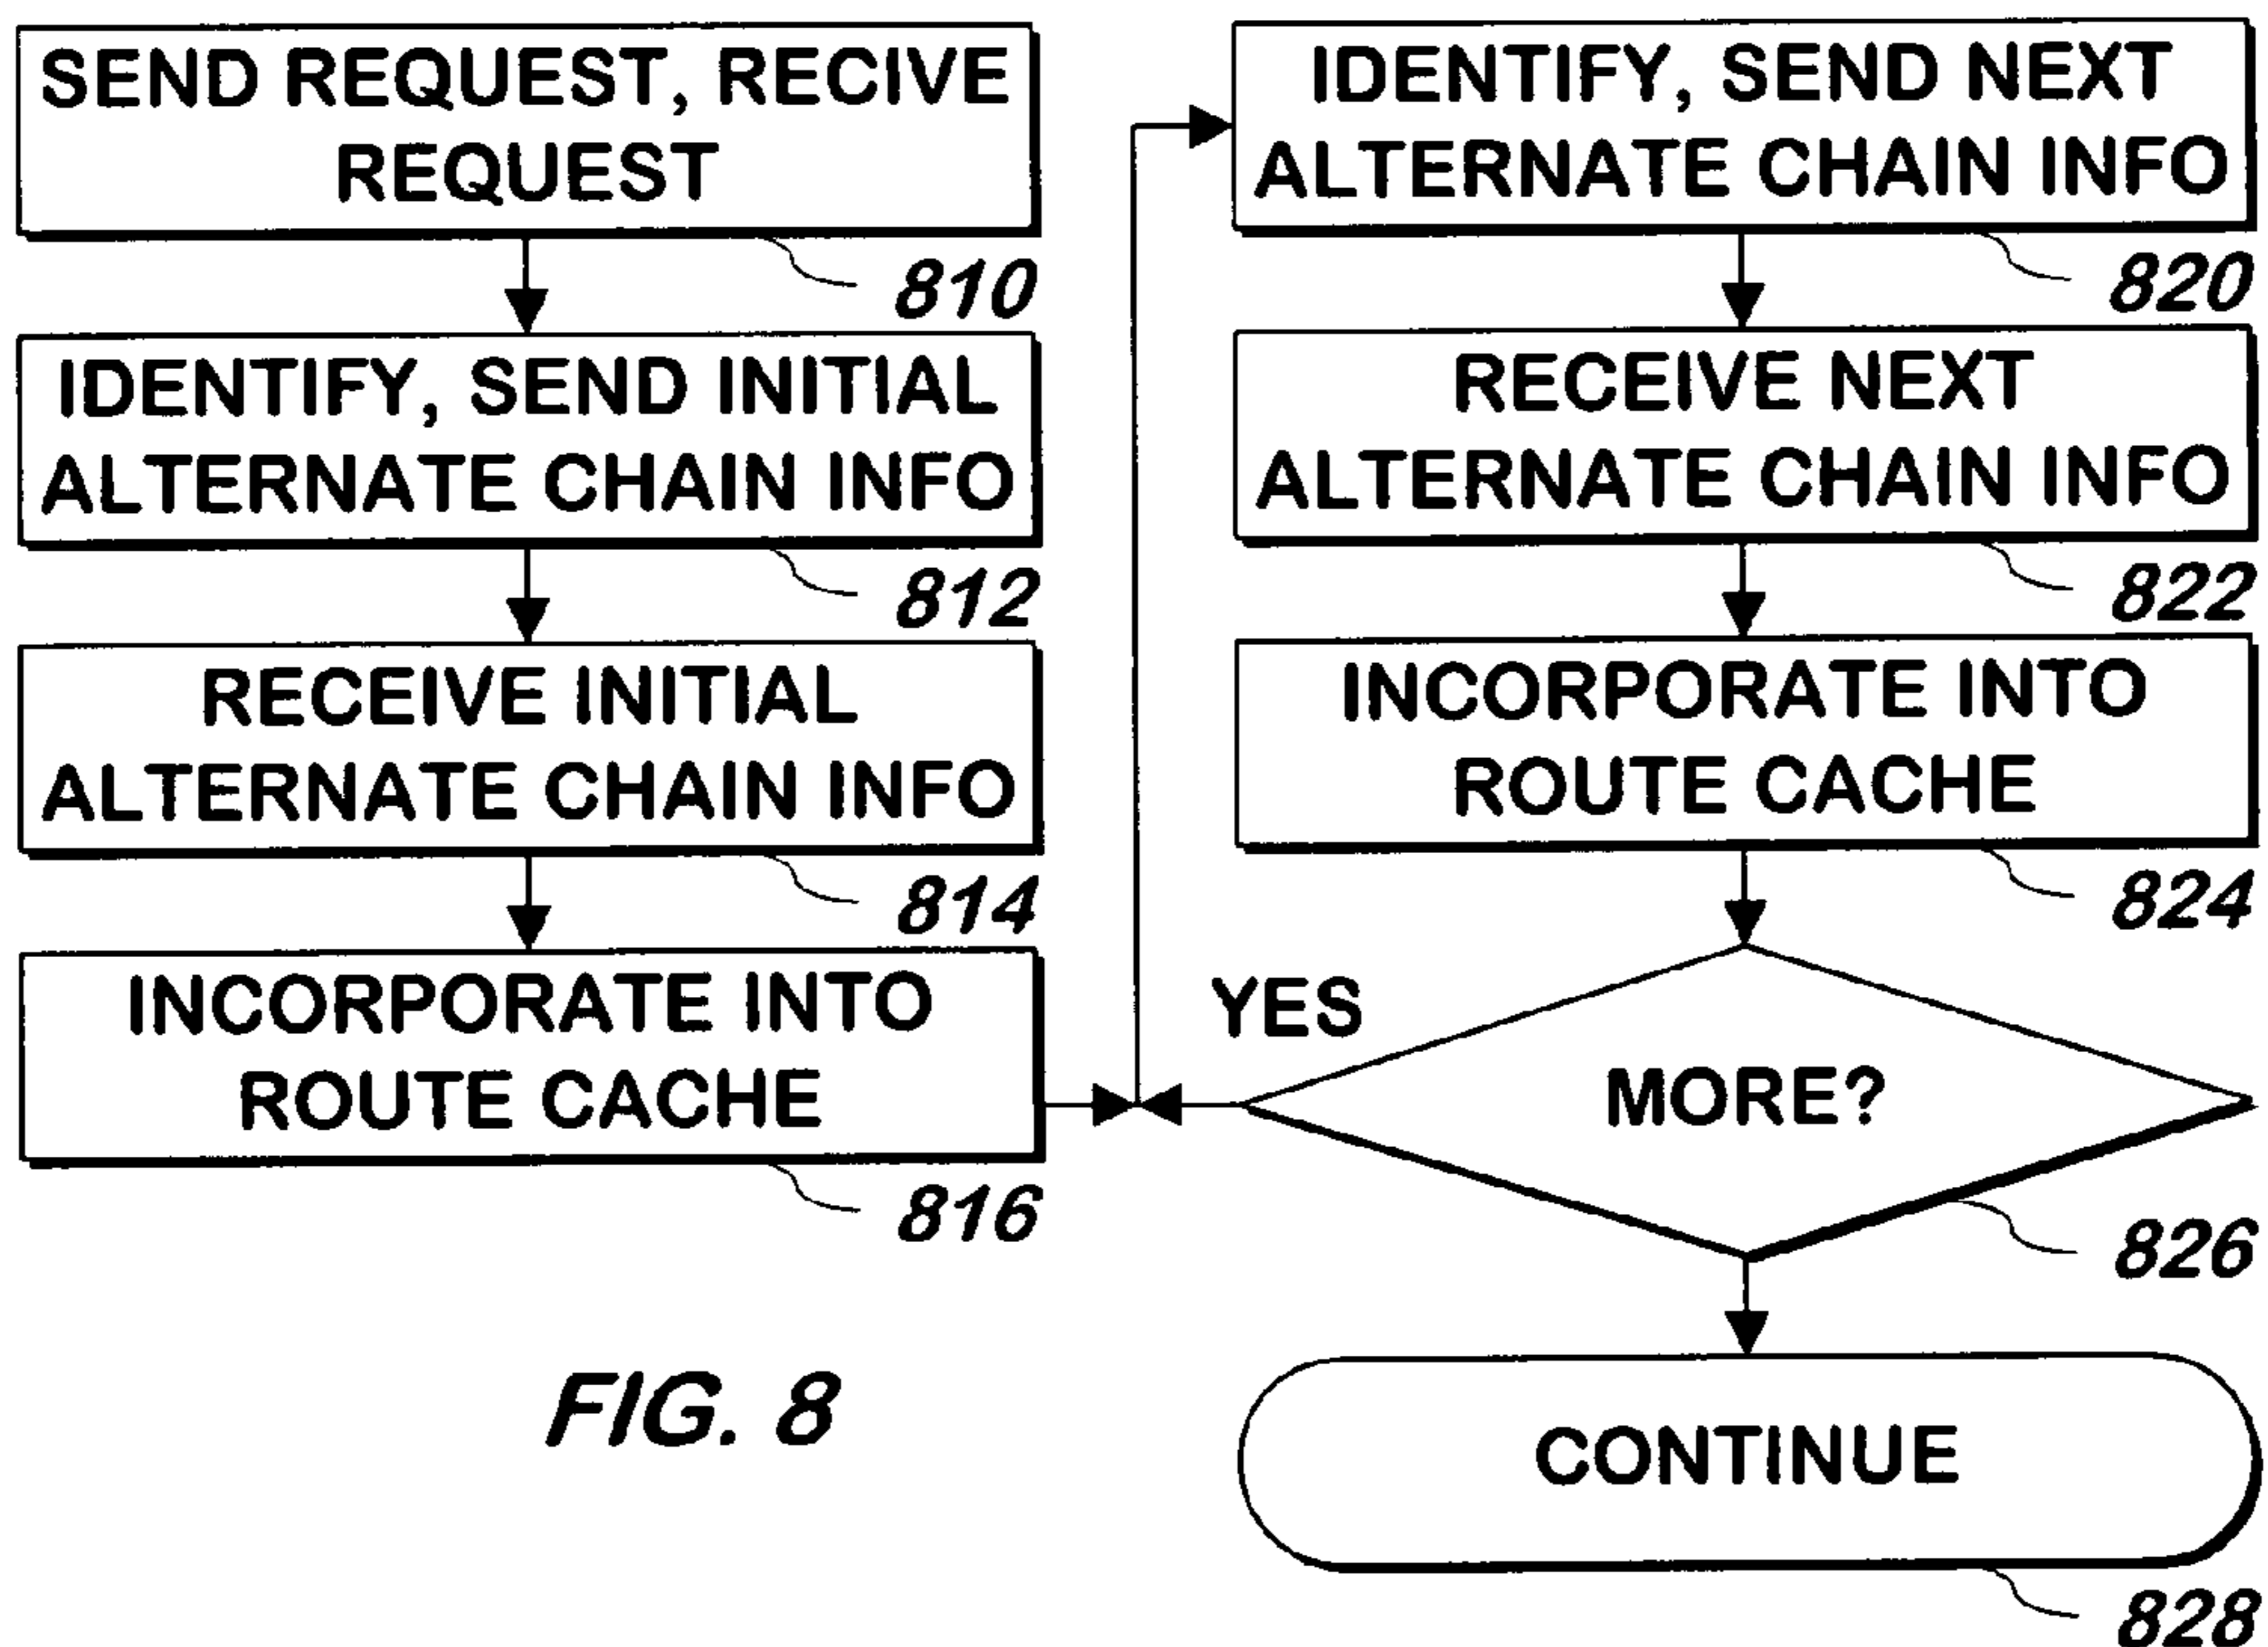 SEND REQUEST, RECIVE
REQUEST
810
IDENTIFY, SEND INITIAL
ALTERNATE CHAIN INFO
812
RECEIVE INITIAL
ALTERNATE CHAIN INFO
814
INCORPORATE INTO
ROUTE CACHE
816
IDENTIFY, SEND NEXT
ALTERNATE CHAIN INFO
820
RECEIVE NEXT
ALTERNATE CHAIN INFO
822
INCORPORATE INTO
ROUTE CACHE
824
YES
MORE?
826
CONTINUE
828
FIG. 8